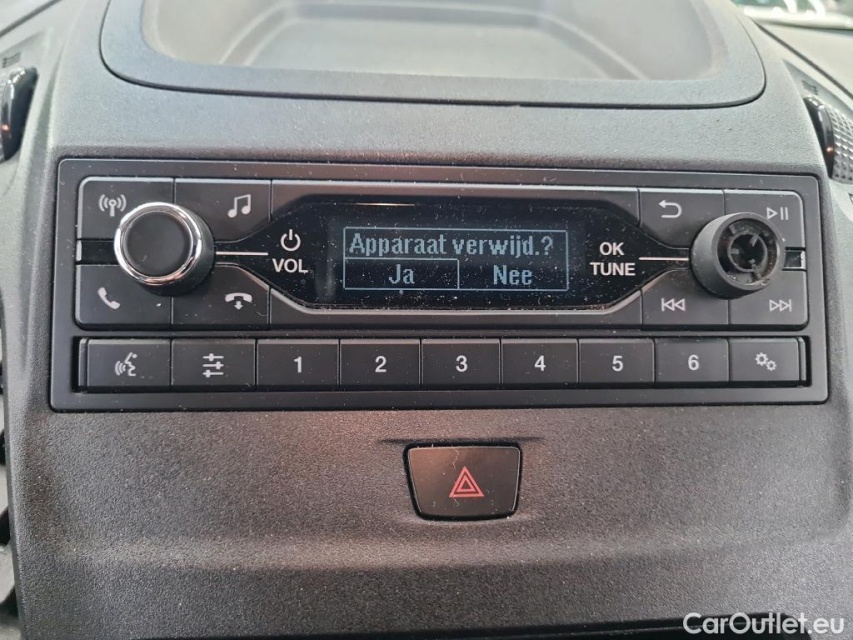 Apparaat verwijd.?
Ja Nee
VOL
OK
TUNE
1 2 3 4 5 6
CarOutlet.eu